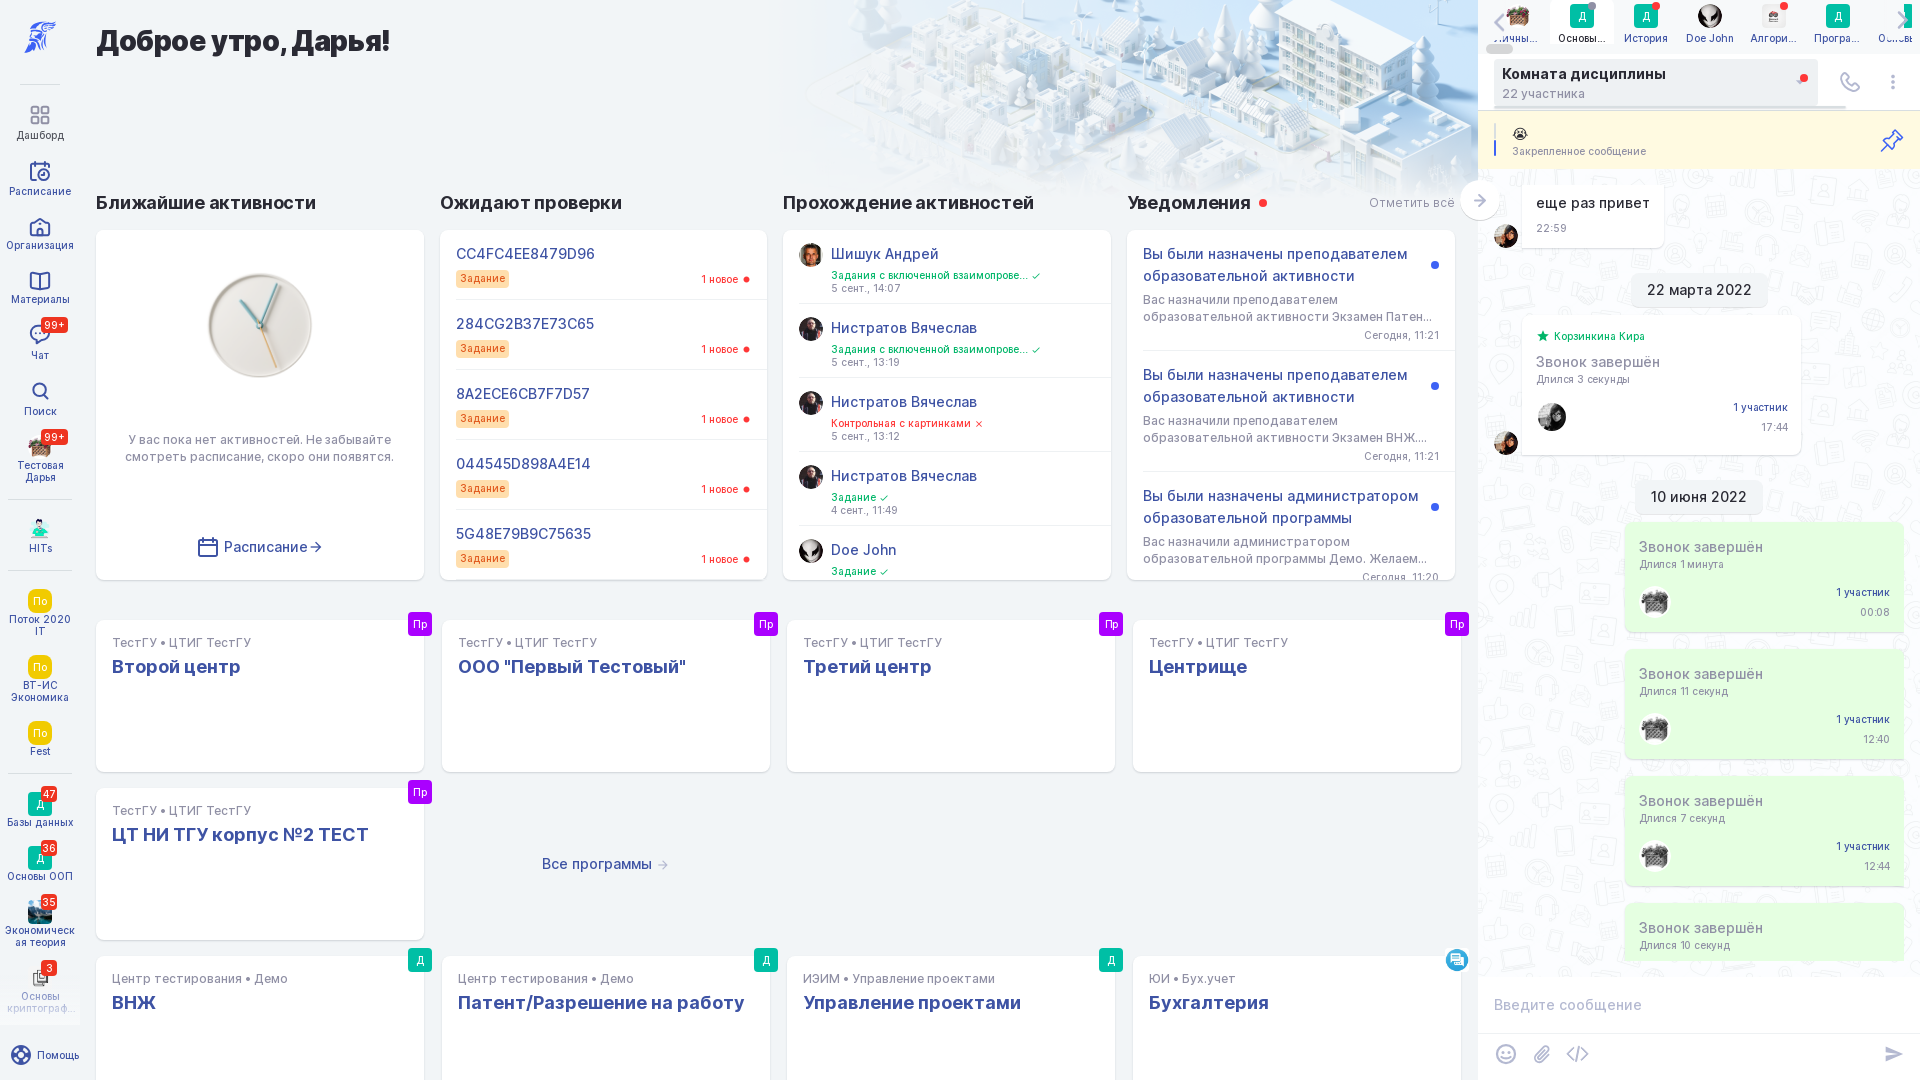 Дашборд
Расписание
Организация
Материалы
99+
Чат
Поиск
99+
Тестовая
Дарья
HITs
По
Поток 2020
IT
По
ВТ-ИС
Экономика
По
Fest
47
Д
Базы данных
36
Д
Основы ООП
35
Экономическ
ая теория
3
Основы
криптограф...
Помощь
Доброе утро, Дарья!
Ближайшие активности
У вас пока нет активностей. Не забывайте
смотреть расписание, скоро они появятся.
Расписание
Ожидают проверки
CC4FC4EE8479D96
Задание
1 новое
284CG2B37E73C65
Задание
1 новое
8A2ECE6CB7F7D57
Задание
1 новое
044545D898A4E14
Задание
1 новое
5G48E79B9C75635
Задание
1 новое
Прохождение активностей
Шишук Андрей
Задания с включенной взаимопрове...
5 сент., 14:07
Нистратов Вячеслав
Задания с включенной взаимопрове...
5 сент., 13:19
Нистратов Вячеслав
Контрольная с картинками
5 сент., 13:12
Нистратов Вячеслав
Задание
4 сент., 11:49
Doe John
Задание
Уведомления
Отметить всё
Вы были назначены преподавателем
образовательной активности
Вас назначили преподавателем
образовательной активности Экзамен Патен...
Сегодня, 11:21
Вы были назначены преподавателем
образовательной активности
Вас назначили преподавателем
образовательной активности Экзамен ВНЖ....
Сегодня, 11:21
Вы были назначены администратором
образовательной программы
Вас назначили администратором
образовательной программы Демо. Желаем...
Сегодня, 11:20
Пр
ТестГУ • ЦТИГ ТестГУ
Второй центр
Пр
ТестГУ • ЦТИГ ТестГУ
ООО "Первый Тестовый"
Пр
ТестГУ • ЦТИГ ТестГУ
Третий центр
Пр
ТестГУ • ЦТИГ ТестГУ
Центрище
Пр
ТестГУ • ЦТИГ ТестГУ
ЦТ НИ ТГУ корпус №2 ТЕСТ
Все программы
Д
Центр тестирования • Демо
ВНЖ
Д
Центр тестирования • Демо
Патент/Разрешение на работу
Д
ИЭИМ • Управление проектами
Управление проектами
ЮИ • Бух.учет
Бухгалтерия
Личны...
Д
Основы...
Д
История
Doe John
Алгори...
Д
Програ...
Основы
Комната дисциплины
22 участника
Закрепленное сообщение
еще раз привет
22:59
22 марта 2022
Корзинкина Кира
Звонок завершён
Длился 3 секунды
1 участник
17:44
10 июня 2022
Звонок завершён
Длился 1 минута
1 участник
00:08
Звонок завершён
Длился 11 секунд
1 участник
12:40
Звонок завершён
Длился 7 секунд
1 участник
12:44
Звонок завершён
Длился 10 секунд
Введите сообщение